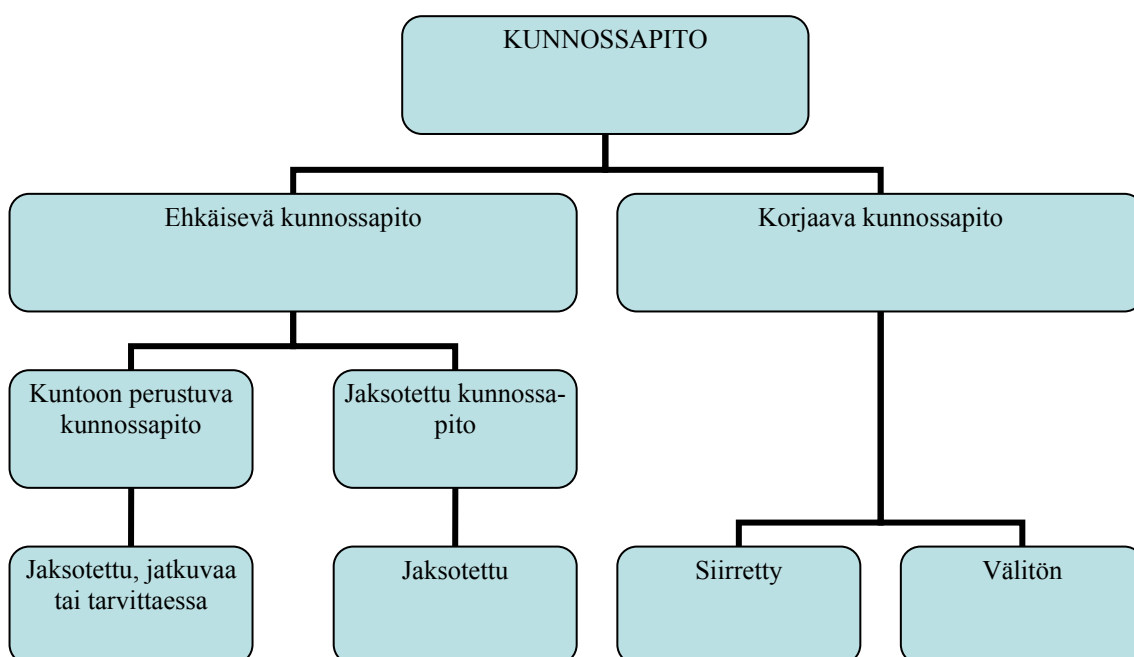 KUNNOSSAPITO
Ehkäisevä kunnossapito
Korjaava kunnossapito
Kuntoon perustuva
kunnossapito
Jaksotettu kunnossa-
pito
Jaksotettu, jatkuvaa
tai tarvittaessa
Jaksotettu
Siirretty
Välitön